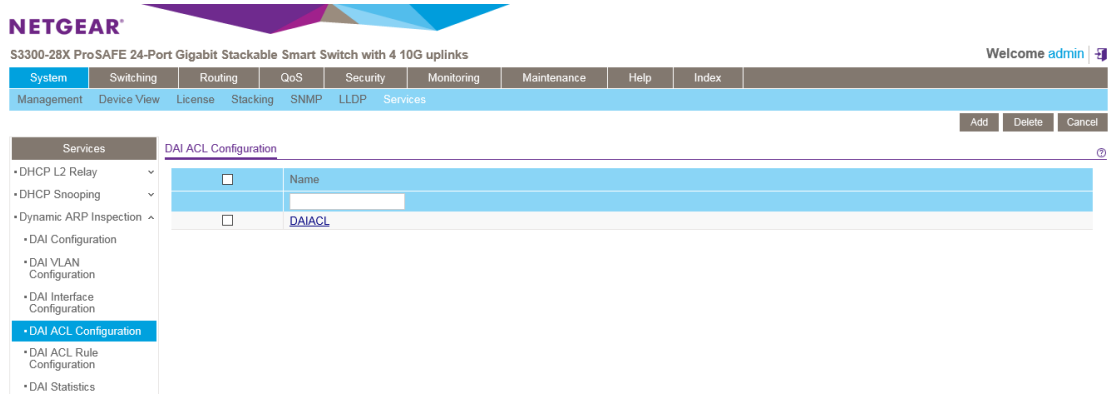 NETGEAR®
S3300-28X ProSAFE 24-Port Gigabit Stackable Smart Switch with 4 10G uplinks
Welcome admin
System Switching Routing QoS Security Monitoring Maintenance Help Index
Management Device View License Stacking SNMP LLDP Services
Add Delete Cancel
Services
DHCP L2 Relay
DHCP Snooping
Dynamic ARP Inspection
DAI Configuration
DAI VLAN
Configuration
DAI Interface
Configuration
DAI ACL Configuration
DAI ACL Rule
Configuration
DAI Statistics
DAI ACL Configuration
?
Name
DAIACL